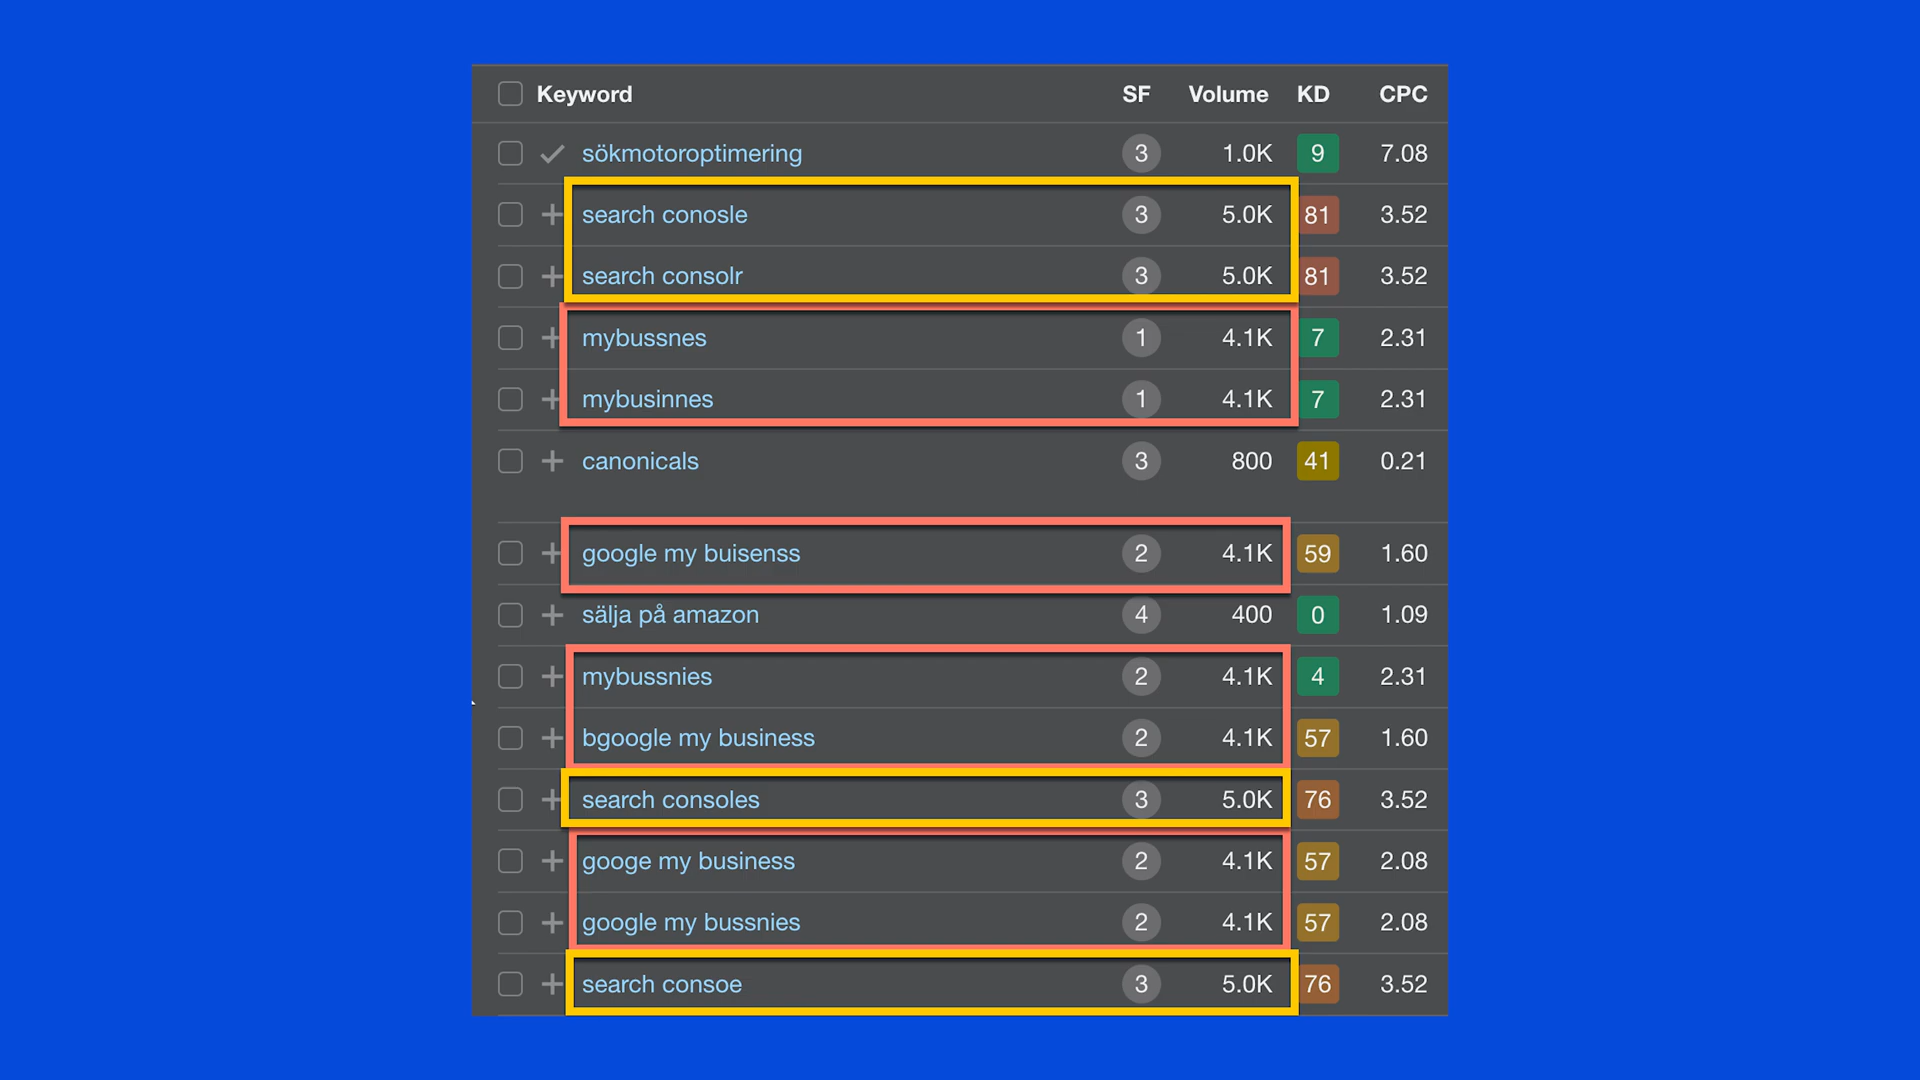 Keyword SF Volume KD CPC
sökmotoroptimering 3 1.0K 9 7.08
search conosle 3 5.0K 81 3.52
search consolr 3 5.0K 81 3.52
mybussnes 1 4.1K 7 2.31
mybusinnes 1 4.1K 7 2.31
canonicals 3 800 41 0.21
google my buisenss 2 4.1K 59 1.60
sälja på amazon 4 400 0 1.09
mybussnies 2 4.1K 4 2.31
bgoogle my business 2 4.1K 57 1.60
search consoles 3 5.0K 76 3.52
googe my business 2 4.1K 57 2.08
google my bussnies 2 4.1K 57 2.08
search consoe 3 5.0K 76 3.52